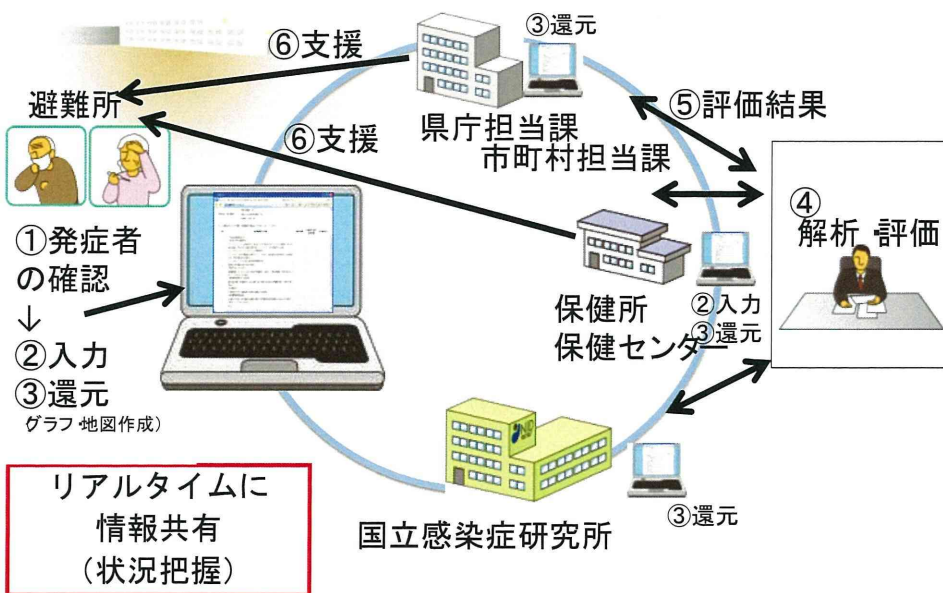 ⑥支援
③還元
避難所
⑥支援
県庁担当課
市町村担当課
⑤評価結果
④
解析・評価
①発症者
の確認
↓
②入力
③還元
グラフ・地図作成）
保健所
保健センター
②入力
③還元
リアルタイムに
情報共有
（状況把握）
国立感染症研究所
③還元